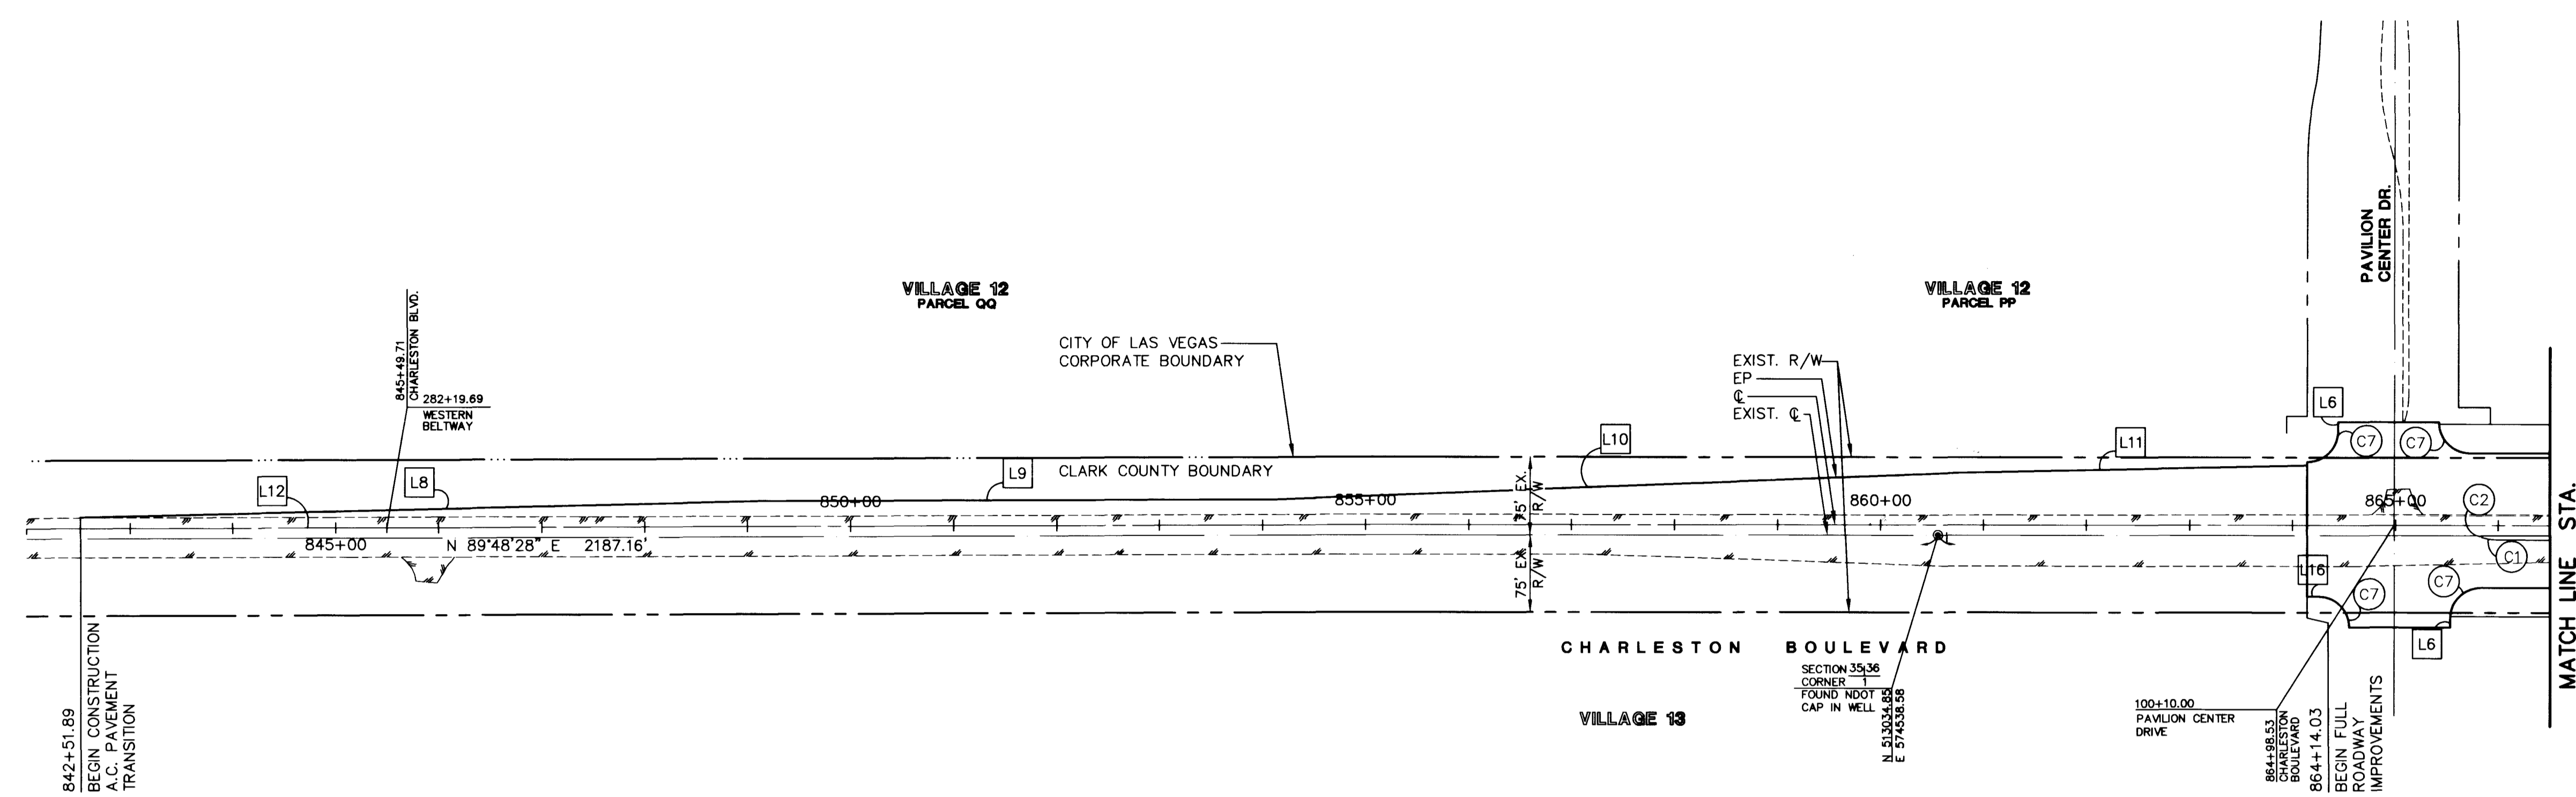 PAVILION
CENTER DR.
VILLAGE 12
PARCEL QQ
VILLAGE 12
PARCEL PP
845+49.71
CHARLESTON BLVD.
282+19.69
WESTERN
BELTWAY
CITY OF LAS VEGAS
CORPORATE BOUNDARY
EXIST. R/W
EP
℄
EXIST. ℄
L6
L10
L11
C7
C7
CLARK COUNTY BOUNDARY
L12
L8
L9
75' EX.
R/W
850+00
855+00
860+00
865+00
C2
845+00
N 89°48'28" E 2187.16'
75' EX.
R/W
C1
L16
C7
C7
L6
CHARLESTON BOULEVARD
SECTION 35|36
CORNER 1
FOUND NDOT
CAP IN WELL
N 513034.85
E 574538.58
VILLAGE 13
842+51.89
BEGIN CONSTRUCTION
A.C. PAVEMENT
TRANSITION
100+10.00
PAVILION CENTER
DRIVE
864+98.53
CHARLESTON
BOULEVARD
864+14.03
BEGIN FULL
ROADWAY
IMPROVEMENTS
MATCH LINE STA.